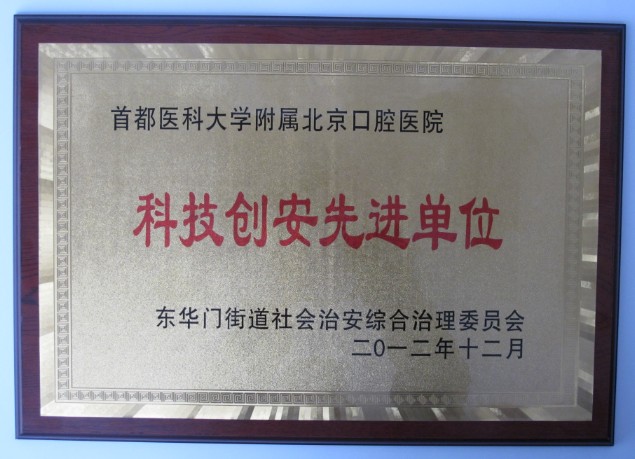 首都医科大学附属北京口腔医院
科技创安先进单位
东华门街道社会治安综合治理委员会
二〇一二年十二月